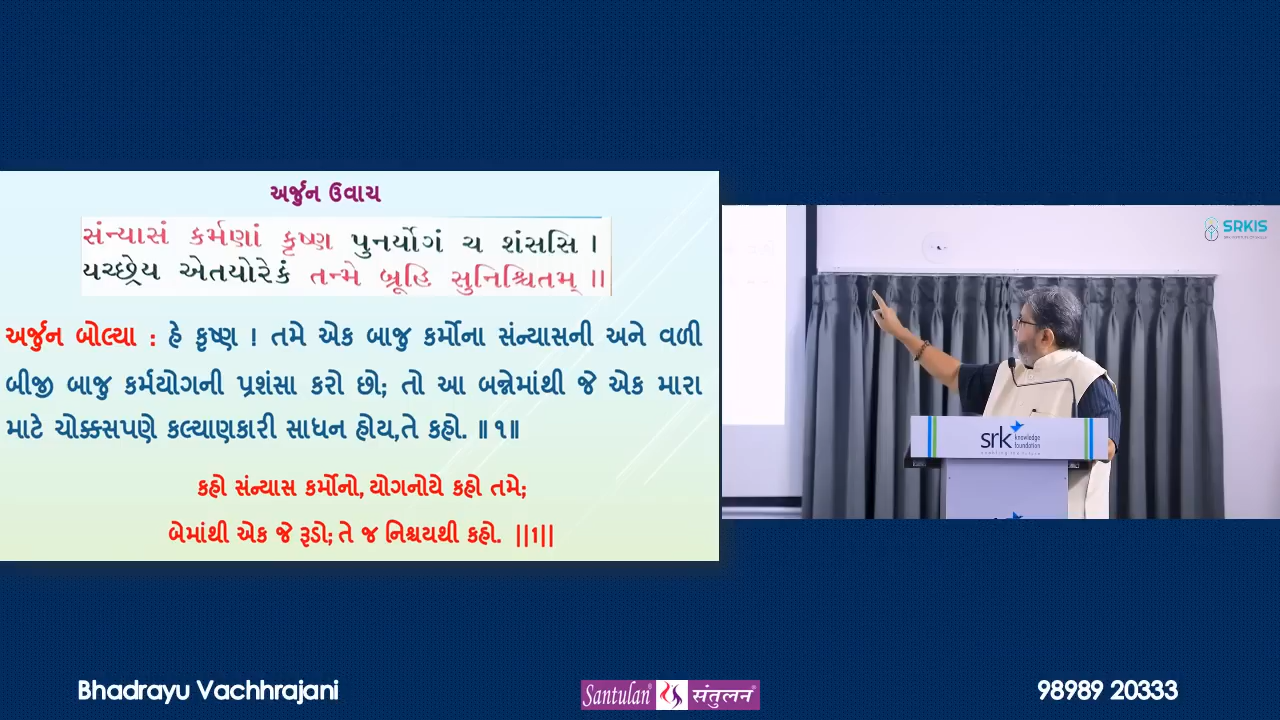 અર્જુન ઉવાચ
સંન્યાસં કર્મણાં કૃષ્ણ પુનર્યોગં ચ શંસસિ ।
યચ્છ્રેય એતયોરેકં તન્મે બ્રૂહિ સુનિશ્ચિતમ્ ।।
અર્જુન બોલ્યા : હે કૃષ્ણ ! તમે એક બાજુ કર્મોના સંન્યાસની અને વળી
બીજી બાજુ કર્મયોગની પ્રશંસા કરો છો; તો આ બન્નેમાંથી જે એક મારા
માટે ચોક્સપણે કલ્યાણકારી સાધન હોય,તે કહો. ॥ ૧॥
કહો સંન્યાસ કર્મોનો, યોગનોયે કહો તમે;
બેમાંથી એક જે રૂડો; તે જ નિશ્ચયથી કહો. ||1||
SRKIS
srk knowledge
foundation
Bhadrayu Vachhrajani
Santulan સંતુલન
98989 20333